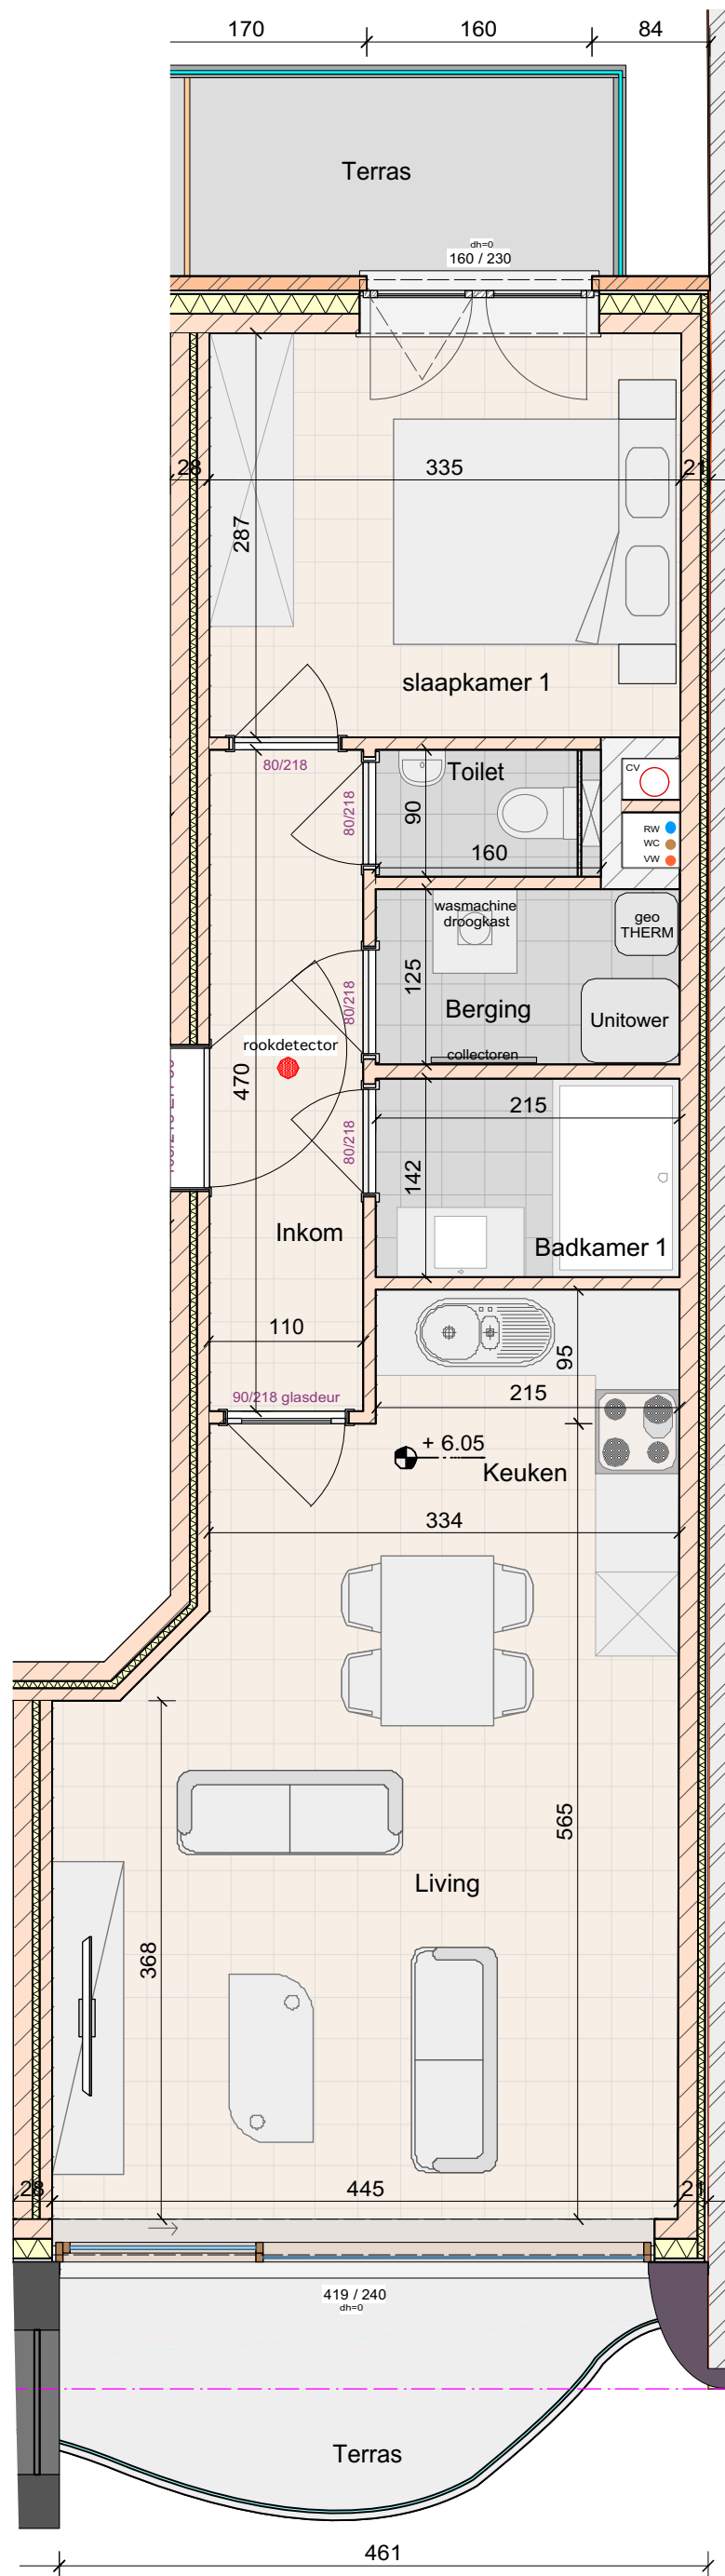 170
160
84
Terras
dh=0
160 / 230
28
335
21
287
slaapkamer 1
80/218
Toilet
CV
80/218
90
RW
WC
VW
160
wasmachine
droogkast
geo
THERM
125
80/218
Berging
Unitower
rookdetector
collectoren
470
215
80/218
142
Inkom
Badkamer 1
110
95
90/218 glasdeur
215
+ 6.05
Keuken
334
565
Living
368
28
445
21
419 / 240
dh=0
Terras
461